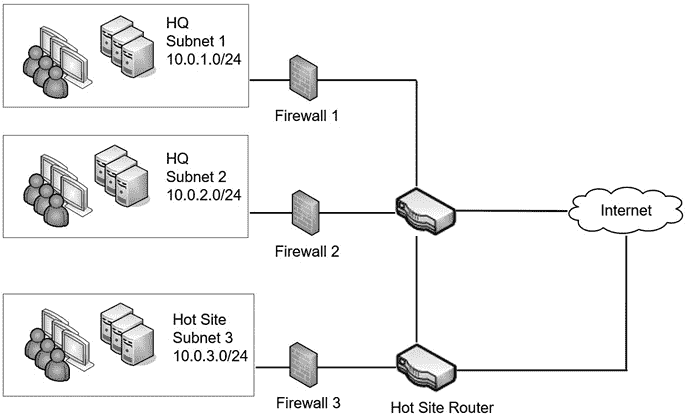 HQ
Subnet 1
10.0.1.0/24
Firewall 1
HQ
Subnet 2
10.0.2.0/24
Firewall 2
Internet
Hot Site
Subnet 3
10.0.3.0/24
Firewall 3
Hot Site Router